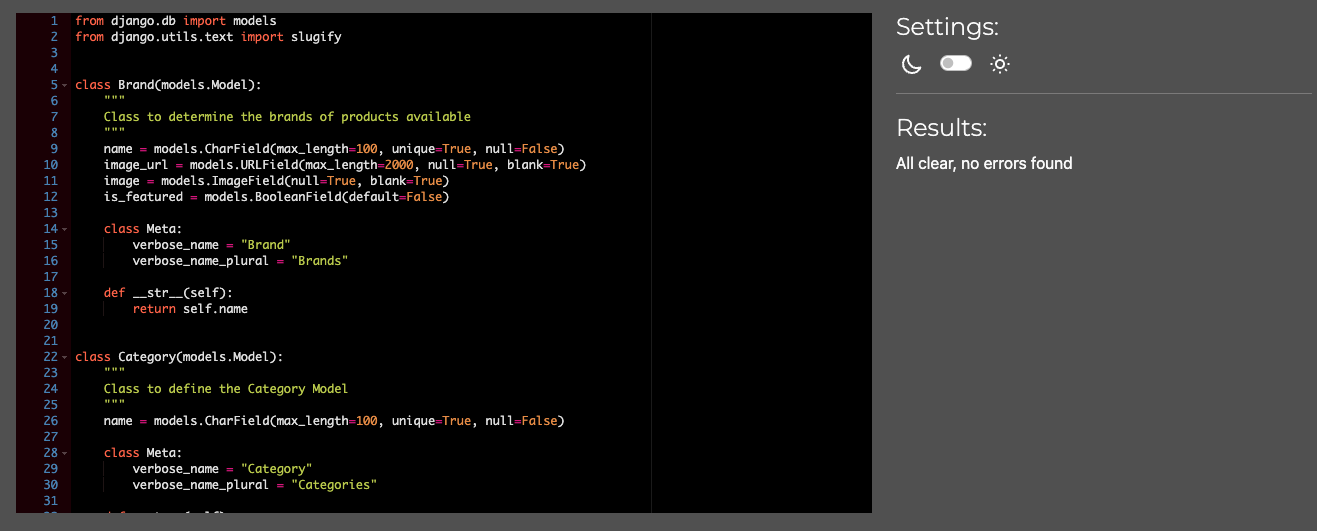 1 from django.db import models
2 from django.utils.text import slugify
3
4
5 class Brand(models.Model):
6     """
7     Class to determine the brands of products available
8     """
9     name = models.CharField(max_length=100, unique=True, null=False)
10     image_url = models.URLField(max_length=2000, null=True, blank=True)
11     image = models.ImageField(null=True, blank=True)
12     is_featured = models.BooleanField(default=False)
13
14     class Meta:
15         verbose_name = "Brand"
16         verbose_name_plural = "Brands"
17
18     def __str__(self):
19         return self.name
20
21
22 class Category(models.Model):
23     """
24     Class to define the Category Model
25     """
26     name = models.CharField(max_length=100, unique=True, null=False)
27
28     class Meta:
29         verbose_name = "Category"
30         verbose_name_plural = "Categories"
31
Settings:
Results:
All clear, no errors found